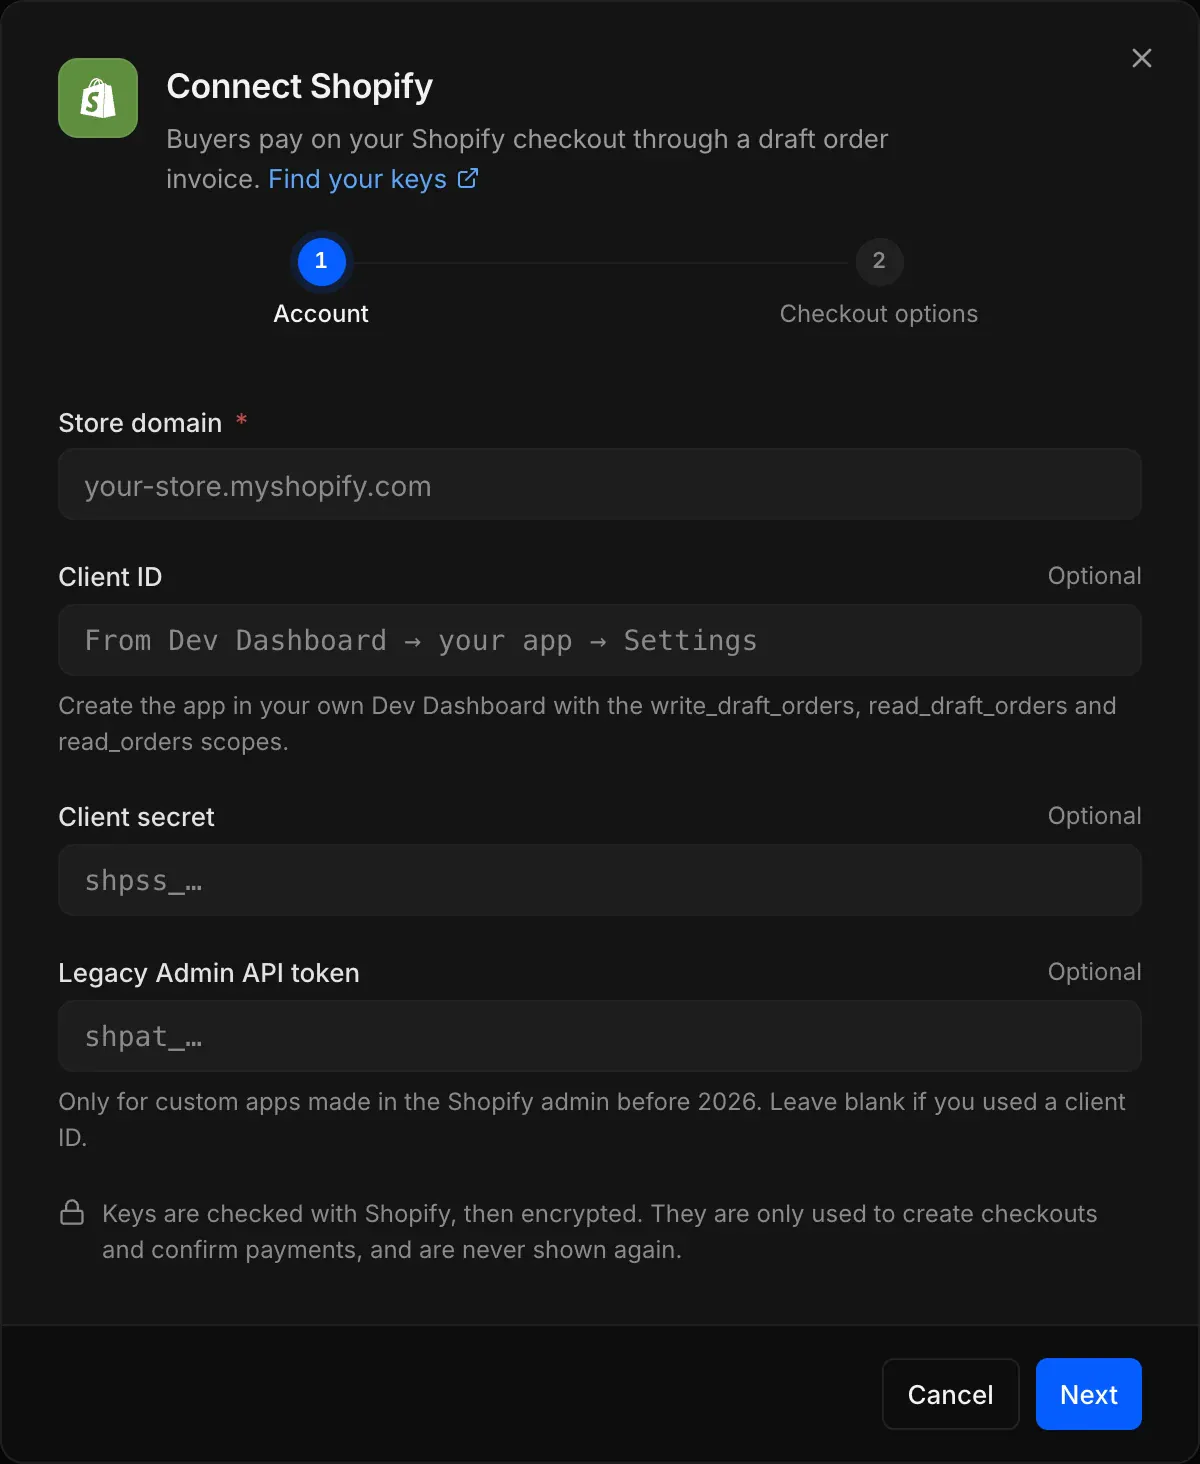 Connect Shopify
Buyers pay on your Shopify checkout through a draft order
invoice. Find your keys
1
2
Account
Checkout options
Store domain *
your-store.myshopify.com
Client ID
Optional
From Dev Dashboard → your app → Settings
Create the app in your own Dev Dashboard with the write_draft_orders, read_draft_orders and
read_orders scopes.
Client secret
Optional
shpss_…
Legacy Admin API token
Optional
shpat_…
Only for custom apps made in the Shopify admin before 2026. Leave blank if you used a client
ID.
Keys are checked with Shopify, then encrypted. They are only used to create checkouts
and confirm payments, and are never shown again.
Cancel
Next